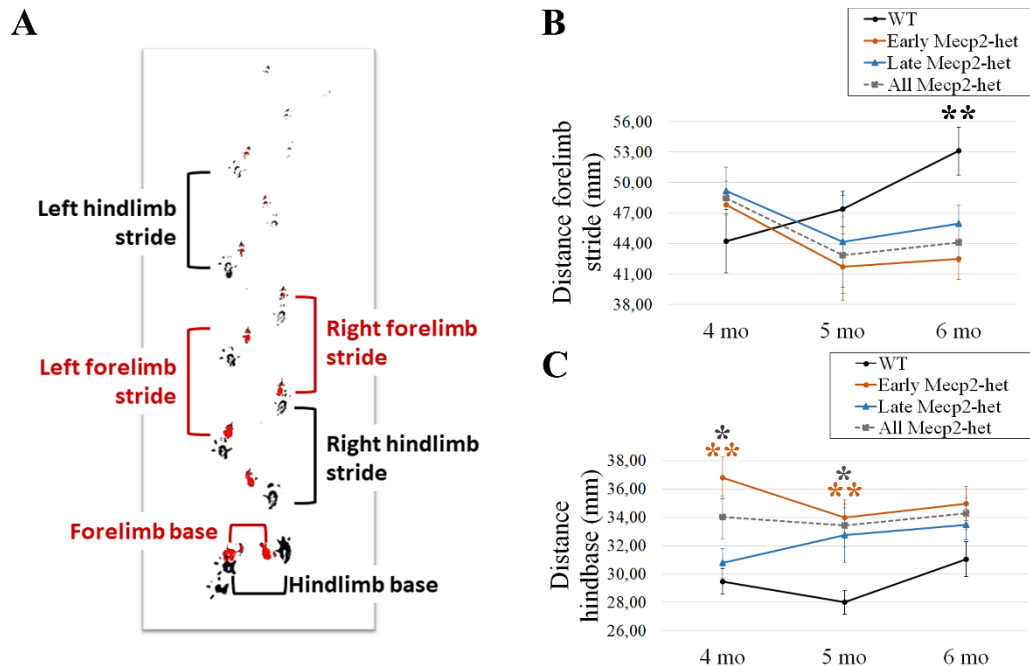 A
Left hindlimb
stride
Right forelimb
stride
Left forelimb
stride
Right hindlimb
stride
Forelimb base
Hindlimb base
B
WT
Early Mecp2-het
Late Mecp2-het
All Mecp2-het
**
Distance forelimb
stride (mm)
56,00
53,00
50,00
47,00
44,00
41,00
38,00
4 mo
5 mo
6 mo
C
WT
Early Mecp2-het
Late Mecp2-het
All Mecp2-het
*
**
*
**
Distance
hindbase (mm)
38,00
36,00
34,00
32,00
30,00
28,00
26,00
4 mo
5 mo
6 mo